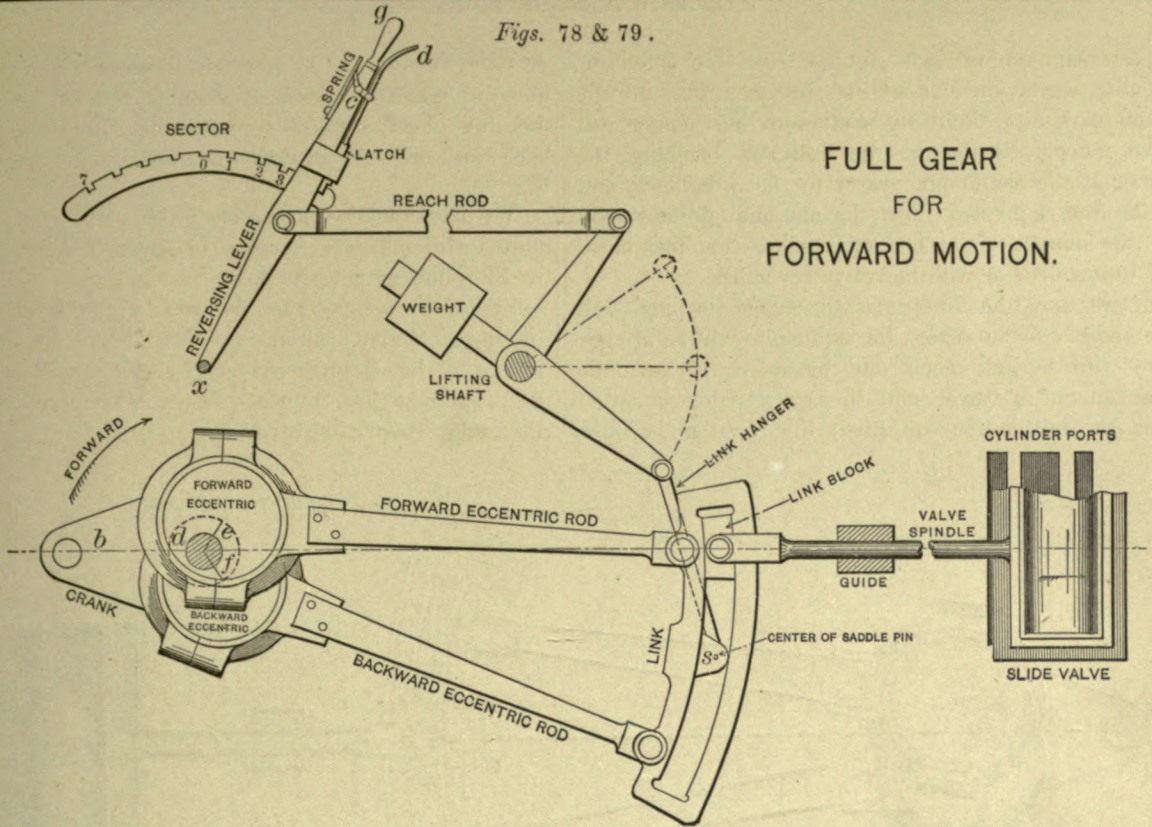 Figs. 78 & 79.
g
d
SPRING
c
SECTOR
LATCH
7
0
1
2
3
REACH ROD
FULL GEAR
FOR
FORWARD MOTION.
REVERSING LEVER
WEIGHT
x
LIFTING
SHAFT
FORWARD
LINK HANGER
CYLINDER PORTS
LINK BLOCK
FORWARD
ECCENTRIC
FORWARD ECCENTRIC ROD
VALVE
SPINDLE
b
d
e
f
GUIDE
CRANK
BACKWARD
ECCENTRIC
LINK
CENTER OF SADDLE PIN
S
SLIDE VALVE
BACKWARD ECCENTRIC ROD